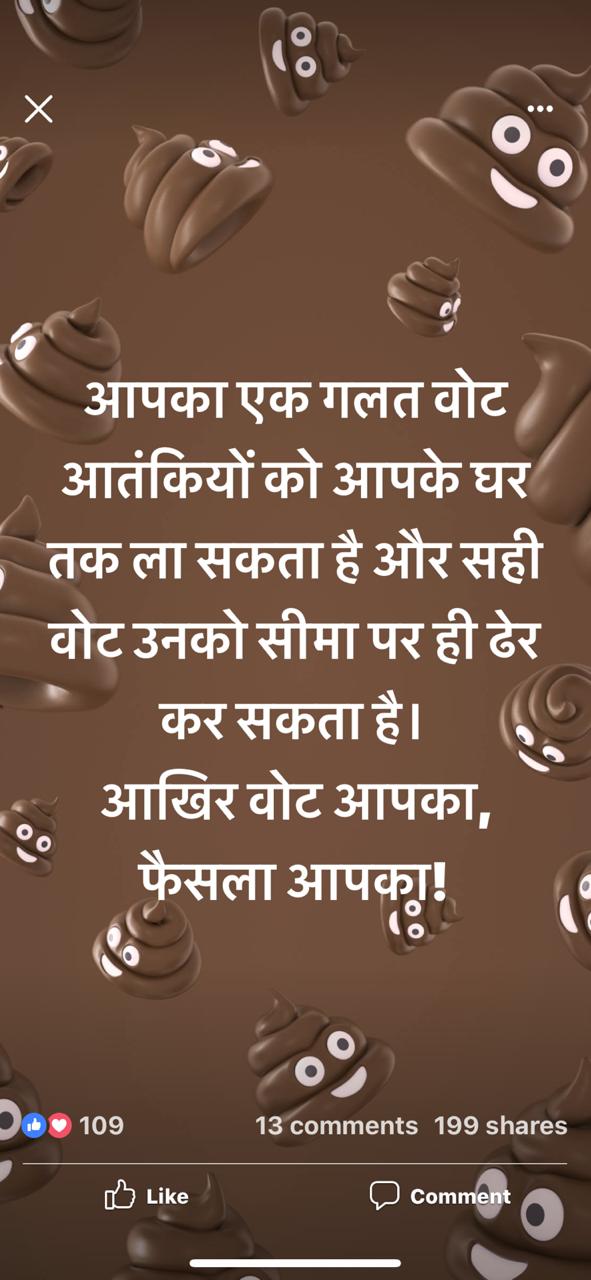 आपका एक गलत वोट
आतंकियों को आपके घर
तक ला सकता है और सही
वोट उनको सीमा पर ही ढेर
कर सकता है।
आखिर वोट आपका,
फैसला आपका!
109 13 comments 199 shares
Like Comment